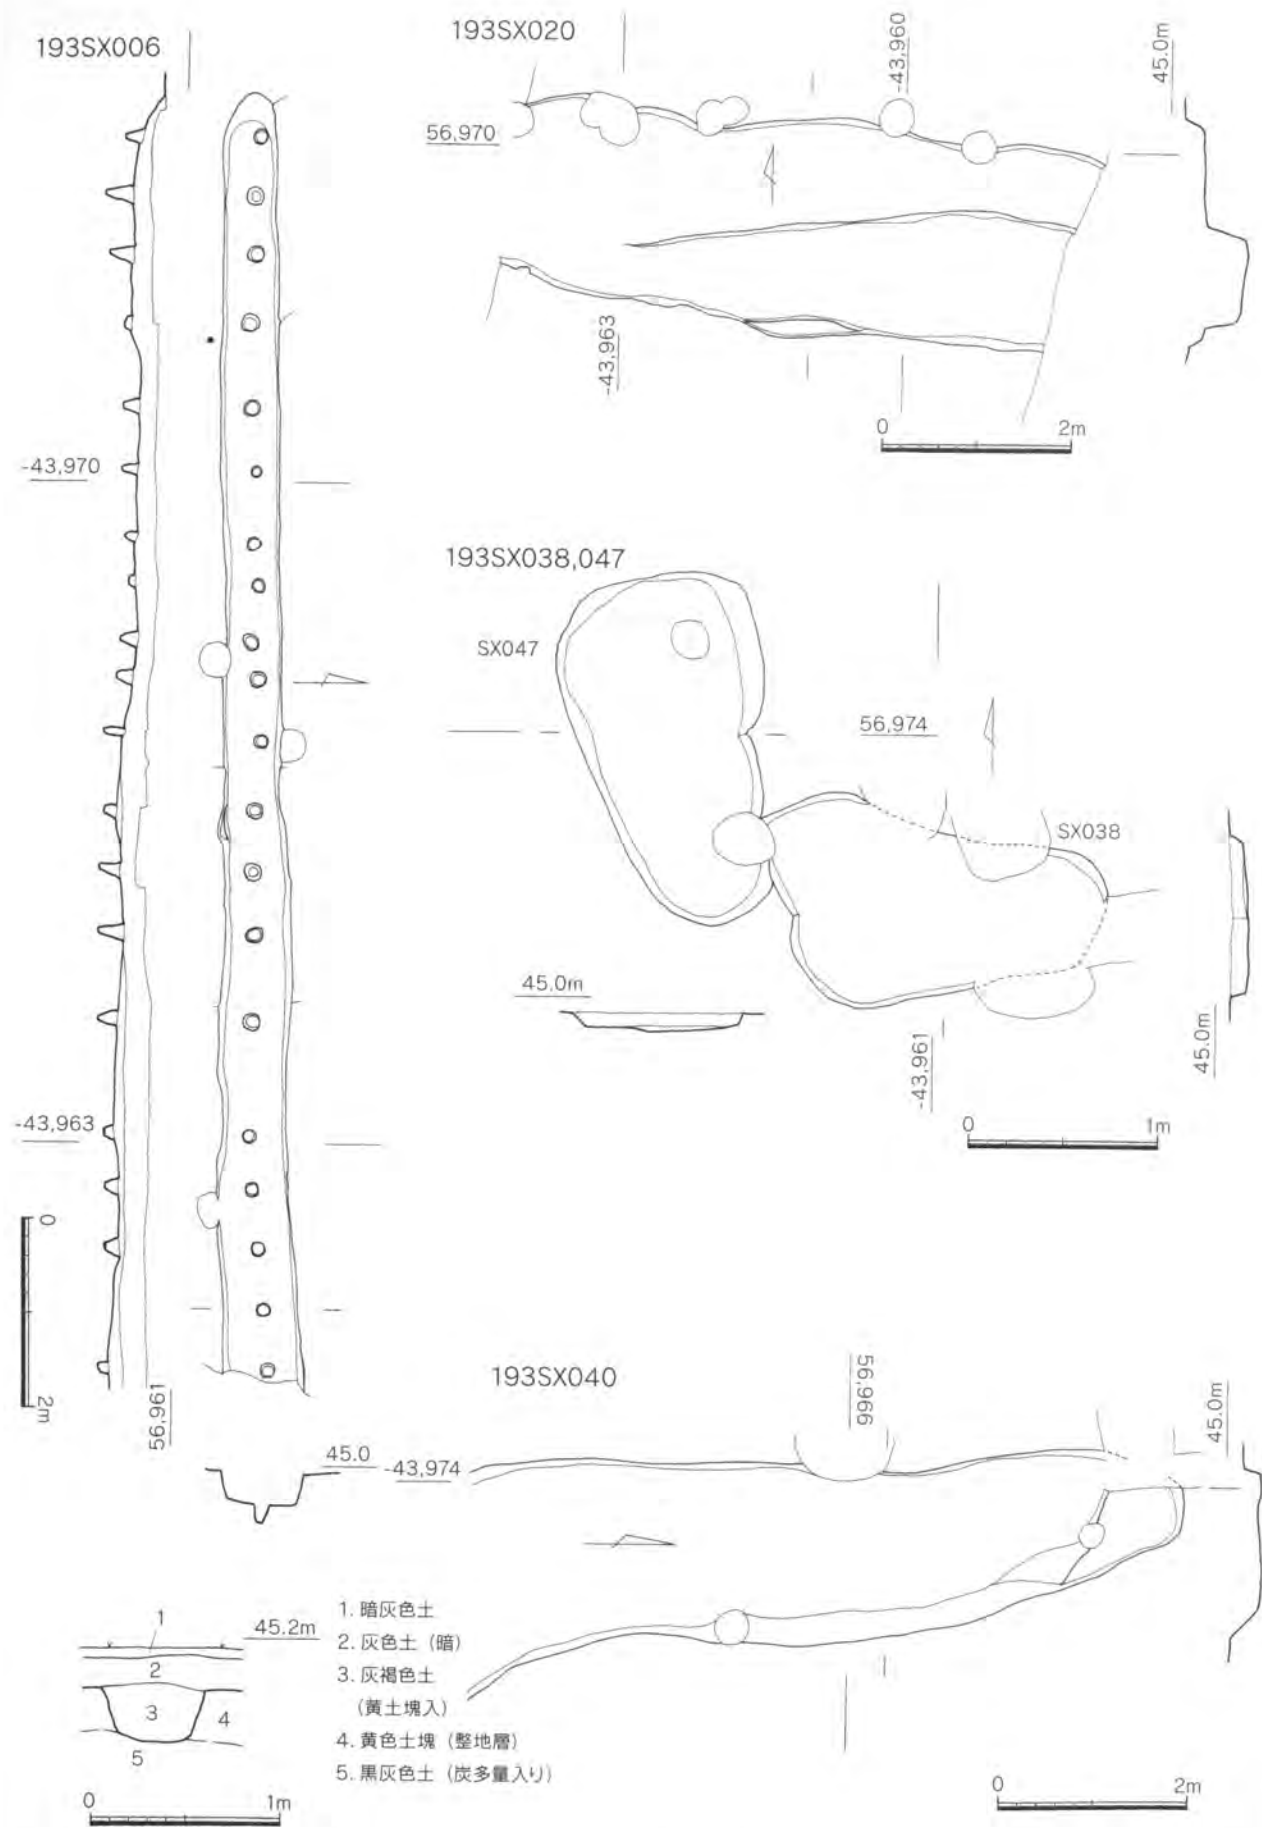 193SX006
-43,970
-43,963
0
2m
56,961
45.0
1
45.2m
2
3
4
5
0
1m
1. 暗灰色土
2. 灰色土 (暗)
3. 灰褐色土
(黄土塊入)
4. 黄色土塊 (整地層)
5. 黒灰色土 (炭多量入り)
193SX020
-43,960
45.0m
56,970
-43,963
0
2m
193SX038,047
SX047
56,974
SX038
45.0m
-43,961
45.0m
0
1m
193SX040
56,966
45.0m
-43,974
0
2m